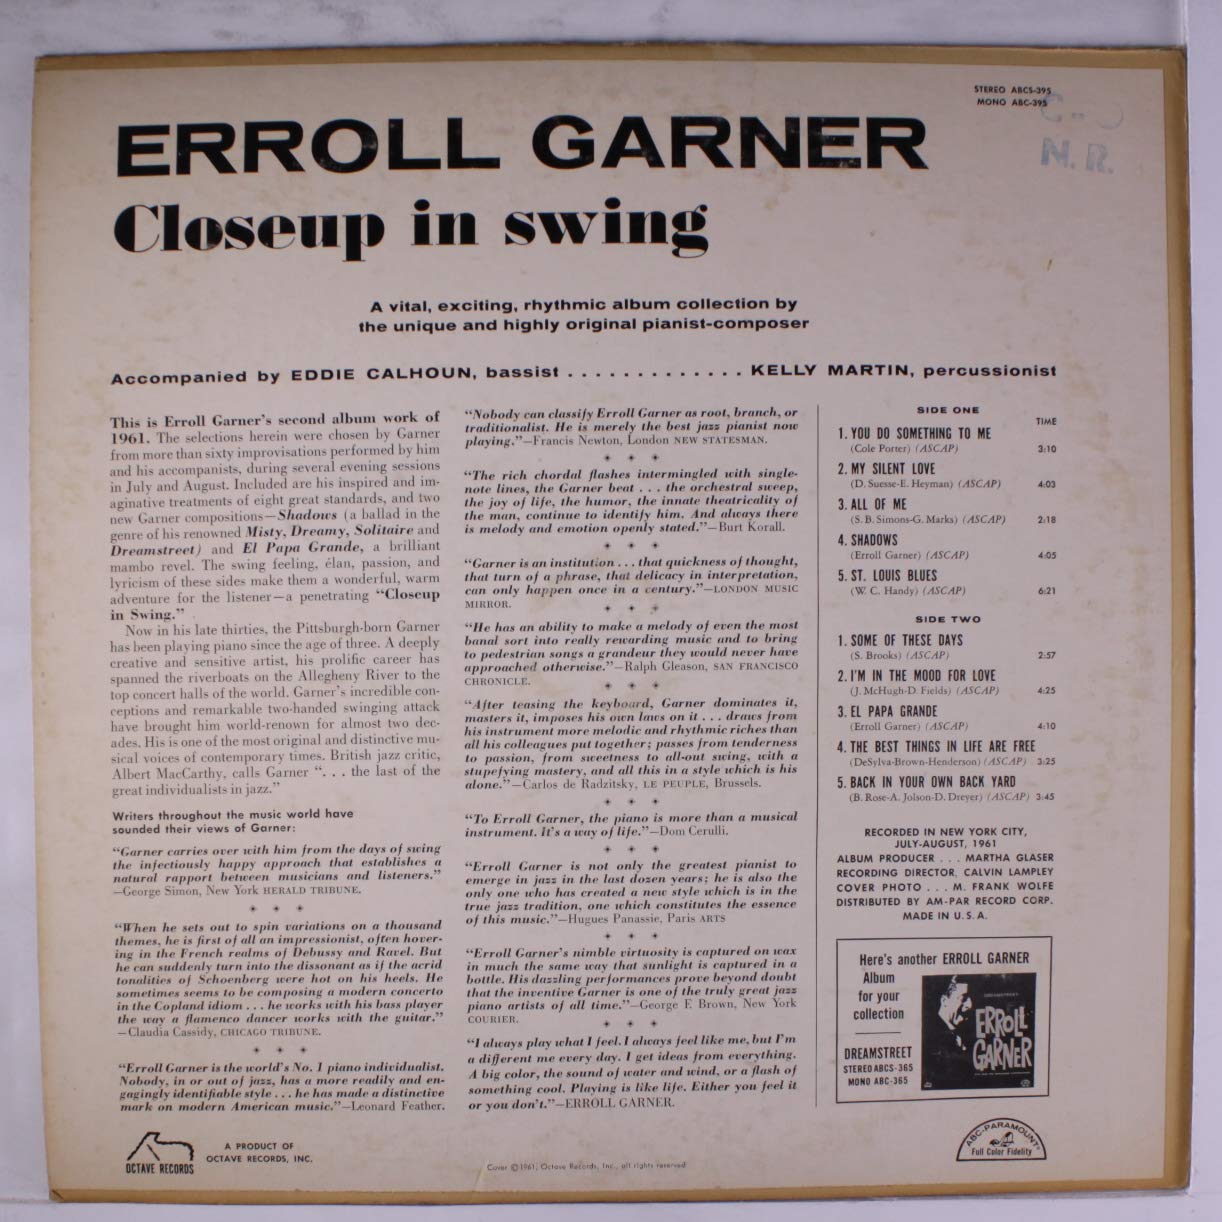 STEREO ABCS-395
MONO ABC-395
N.R.
ERROLL GARNER
Closeup in swing
A vital, exciting, rhythmic album collection by
the unique and highly original pianist-composer
Accompanied by EDDIE CALHOUN, bassist . . . . . . . . . . . . . KELLY MARTIN, percussionist
This is Erroll Garner's second album work of
1961. The selections herein were chosen by Garner
from more than sixty improvisations performed by him
and his accompanists, during several evening sessions
in July and August. Included are his inspired and im-
aginative treatments of eight great standards, and two
new Garner compositions—Shadows (a ballad in the
genre of his renowned Misty, Dreamy, Solitaire and
Dreamstreet) and El Papa Grande, a brilliant
mambo revel. The swing feeling, élan, passion, and
lyricism of these sides make them a wonderful, warm
adventure for the listener—a penetrating "Closeup
in Swing."
Now in his late thirties, the Pittsburgh-born Garner
has been playing piano since the age of three. A deeply
creative and sensitive artist, his prolific career has
spanned the riverboats on the Allegheny River to the
top concert halls of the world. Garner's incredible con-
ceptions and remarkable two-handed swinging attack
have brought him world-renown for almost two dec-
ades. His is one of the most original and distinctive mu-
sical voices of contemporary times. British jazz critic,
Albert MacCarthy, calls Garner ". . . the last of the
great individualists in jazz."
Writers throughout the music world have
sounded their views of Garner:
"Garner carries over with him from the days of swing
the infectiously happy approach that establishes a
natural rapport between musicians and listeners."
—George Simon, New York HERALD TRIBUNE.
* * *
"When he sets out to spin variations on a thousand
themes, he is first of all an impressionist, often hover-
ing in the French realms of Debussy and Ravel. But
he can suddenly turn into the dissonant as if the acrid
tonalities of Schoenberg were hot on his heels. He
sometimes seems to be composing a modern concerto
in the Copland idiom . . . he works with his bass player
the way a flamenco dancer works with the guitar."
—Claudia Cassidy, CHICAGO TRIBUNE.
* * *
"Erroll Garner is the world's No. 1 piano individualist.
Nobody, in or out of jazz, has a more readily and en-
gagingly identifiable style . . . he has made a distinctive
mark on modern American music."—Leonard Feather.
"Nobody can classify Erroll Garner as root, branch, or
traditionalist. He is merely the best jazz pianist now
playing."—Francis Newton, London NEW STATESMAN.
* * *
"The rich chordal flashes intermingled with single-
note lines, the Garner beat . . . the orchestral sweep,
the joy of life, the humor, the innate theatricality of
the man, continue to identify him. And always there
is melody and emotion openly stated."—Burt Korall.
* * *
"Garner is an institution . . . that quickness of thought,
that turn of a phrase, that delicacy in interpretation,
can only happen once in a century."—LONDON MUSIC
MIRROR.
* * *
"He has an ability to make a melody of even the most
banal sort into really rewarding music and to bring
to pedestrian songs a grandeur they would never have
approached otherwise."—Ralph Gleason, SAN FRANCISCO
CHRONICLE.
* * *
"After teasing the keyboard, Garner dominates it,
masters it, imposes his own laws on it . . . draws from
his instrument more melodic and rhythmic riches than
all his colleagues put together; passes from tenderness
to passion, from sweetness to all-out swing, with a
stupefying mastery, and all this in a style which is his
alone."—Carlos de Radzitsky, LE PEUPLE, Brussels.
* * *
"To Erroll Garner, the piano is more than a musical
instrument. It's a way of life."—Dom Cerulli.
* * *
"Erroll Garner is not only the greatest pianist to
emerge in jazz in the last dozen years; he is also the
only one who has created a new style which is in the
true jazz tradition, one which constitutes the essence
of this music."—Hugues Panassie, Paris ARTS
* * *
"Erroll Garner's nimble virtuosity is captured on wax
in much the same way that sunlight is captured in a
bottle. His dazzling performances prove beyond doubt
that the inventive Garner is one of the truly great jazz
piano artists of all time."—George F. Brown, New York
COURIER.
* * *
"I always play what I feel. I always feel like me, but I'm
a different me every day. I get ideas from everything.
A big color, the sound of water and wind, or a flash of
something cool. Playing is like life. Either you feel it
or you don't."—ERROLL GARNER.
SIDE ONE
TIME
1. YOU DO SOMETHING TO ME
(Cole Porter) (ASCAP) 3:10
2. MY SILENT LOVE
(D. Suesse-E. Heyman) (ASCAP) 4:03
3. ALL OF ME
(S. B. Simons-G. Marks) (ASCAP) 2:18
4. SHADOWS
(Erroll Garner) (ASCAP) 4:05
5. ST. LOUIS BLUES
(W. C. Handy) (ASCAP) 6:21
SIDE TWO
1. SOME OF THESE DAYS
(S. Brooks) (ASCAP) 2:57
2. I'M IN THE MOOD FOR LOVE
(J. McHugh-D. Fields) (ASCAP) 4:25
3. EL PAPA GRANDE
(Erroll Garner) (ASCAP) 4:10
4. THE BEST THINGS IN LIFE ARE FREE
(DeSylva-Brown-Henderson) (ASCAP) 3:25
5. BACK IN YOUR OWN BACK YARD
(B. Rose-A. Jolson-D. Dreyer) (ASCAP) 3:45
RECORDED IN NEW YORK CITY,
JULY-AUGUST, 1961
ALBUM PRODUCER . . . MARTHA GLASER
RECORDING DIRECTOR, CALVIN LAMPLEY
COVER PHOTO . . . M. FRANK WOLFE
DISTRIBUTED BY AM-PAR RECORD CORP.
MADE IN U.S.A.
Here's another ERROLL GARNER
Album
for your
collection
DREAMSTREET
STEREO ABCS-365
MONO ABC-365
DREAMSTREET
ERROLL
GARNER
OCTAVE RECORDS
A PRODUCT OF
OCTAVE RECORDS, INC.
Cover ©1961, Octave Records, Inc., all rights reserved
ABC-PARAMOUNT
Full Color Fidelity